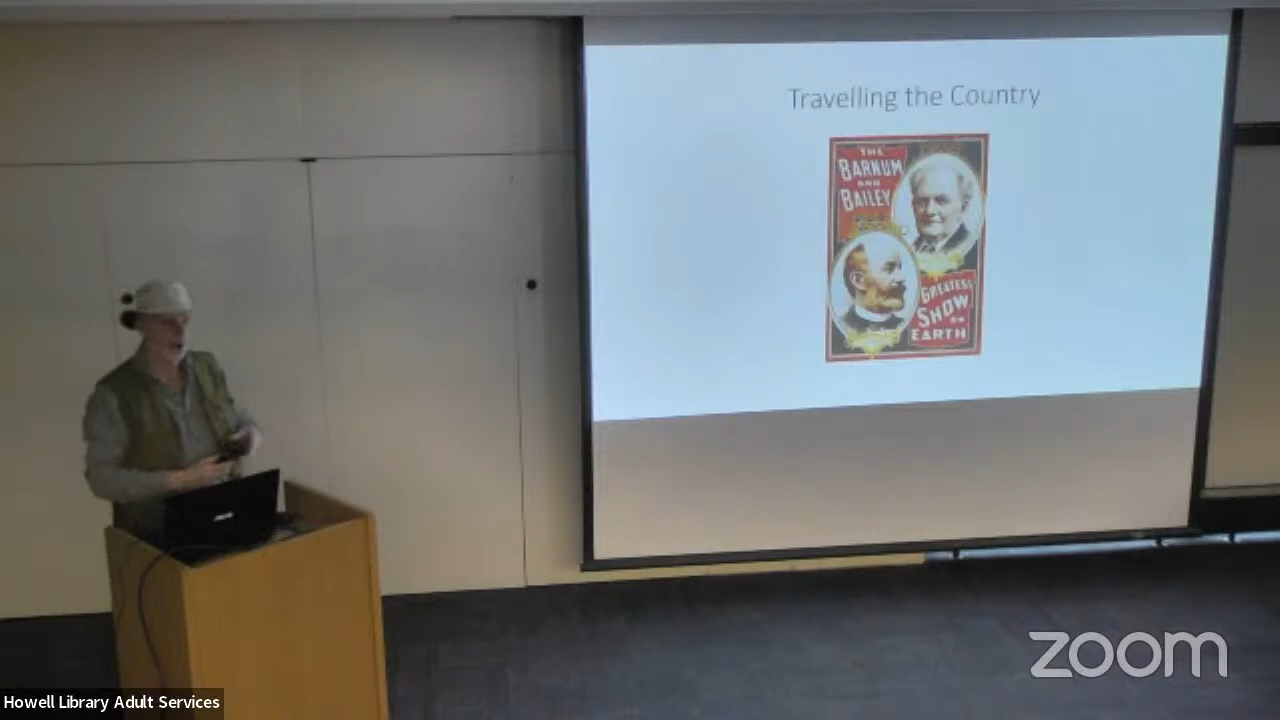 Travelling the Country
THE
BARNUM
AND
BAILEY
GREATEST
SHOW
ON
EARTH
Howell Library Adult Services
zoom